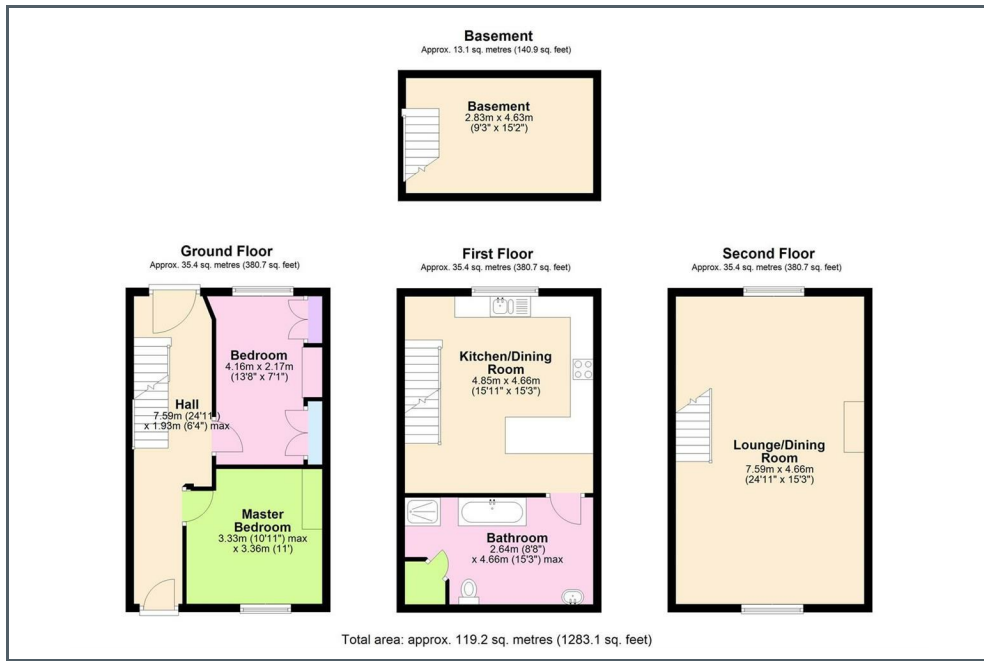 Basement
Approx. 13.1 sq. metres (140.9 sq. feet)
Basement
2.83m x 4.63m
(9'3" x 15'2")
Ground Floor
Approx. 35.4 sq. metres (380.7 sq. feet)
Bedroom
4.16m x 2.17m
(13'8" x 7'1")
Hall
7.59m (24'11")
x 1.93m (6'4") max
Master
Bedroom
3.33m (10'11") max
x 3.36m (11')
First Floor
Approx. 35.4 sq. metres (380.7 sq. feet)
Kitchen/Dining
Room
4.85m x 4.66m
(15'11" x 15'3")
Bathroom
2.64m (8'8")
x 4.66m (15'3") max
Second Floor
Approx. 35.4 sq. metres (380.7 sq. feet)
Lounge/Dining
Room
7.59m x 4.66m
(24'11" x 15'3")
Total area: approx. 119.2 sq. metres (1283.1 sq. feet)